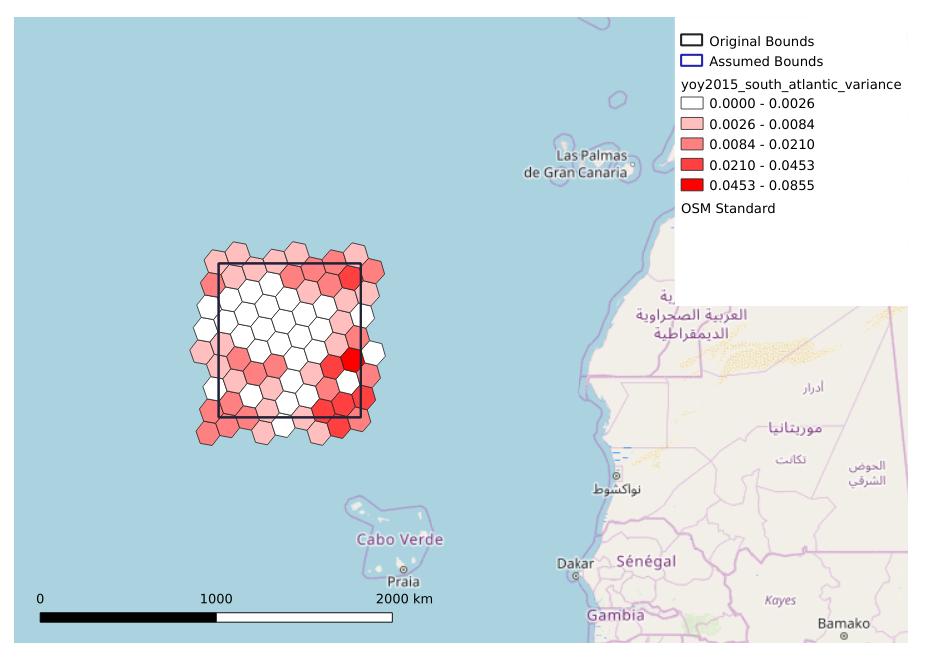 Original Bounds
Assumed Bounds
yoy2015_south_atlantic_variance
0.0000 - 0.0026
0.0026 - 0.0084
0.0084 - 0.0210
0.0210 - 0.0453
0.0453 - 0.0855
OSM Standard
Las Palmas
de Gran Canaria
العربية الصحراوية
الديمقراطية
أدرار
موريتانيا
تكانت
الحوض
الشرقي
نواكشوط
Cabo Verde
Praia
Dakar
Sénégal
Gambia
Kayes
Bamako
0 1000 2000 km